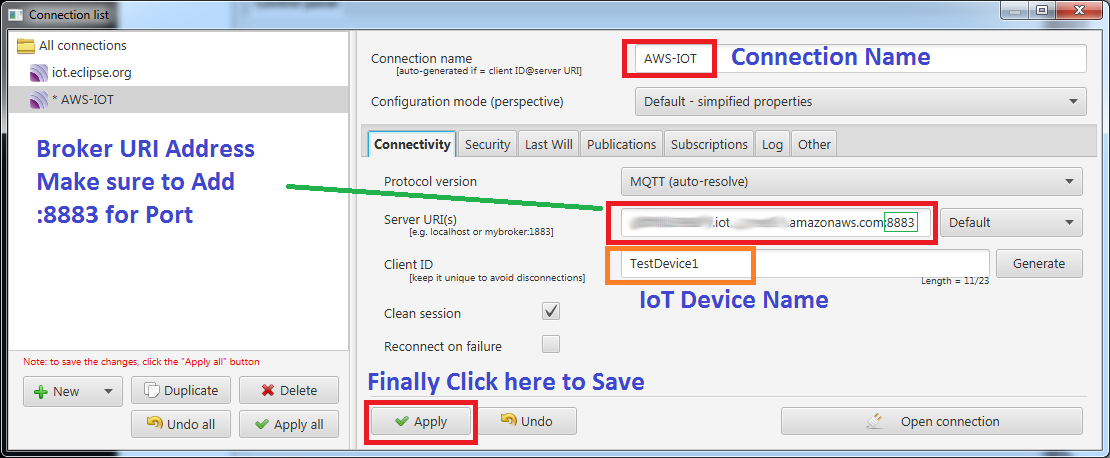 Connection list
All connections
iot.eclipse.org
* AWS-IOT
Broker URI Address
Make sure to Add
:8883 for Port
Note: to save the changes, click the "Apply all" button
New
Duplicate
Delete
Undo all
Apply all
Connection name
[auto-generated if = client ID@server URI]
AWS-IOT
Connection Name
Configuration mode (perspective)
Default - simpified properties
Connectivity
Security
Last Will
Publications
Subscriptions
Log
Other
Protocol version
MQTT (auto-resolve)
Server URI(s)
[e.g. localhost or mybroker:1883]
.iot. .amazonaws.com:8883
Default
Client ID
[keep it unique to avoid disconnections]
TestDevice1
Generate
Length = 11/23
IoT Device Name
Clean session
Reconnect on failure
Finally Click here to Save
Apply
Undo
Open connection